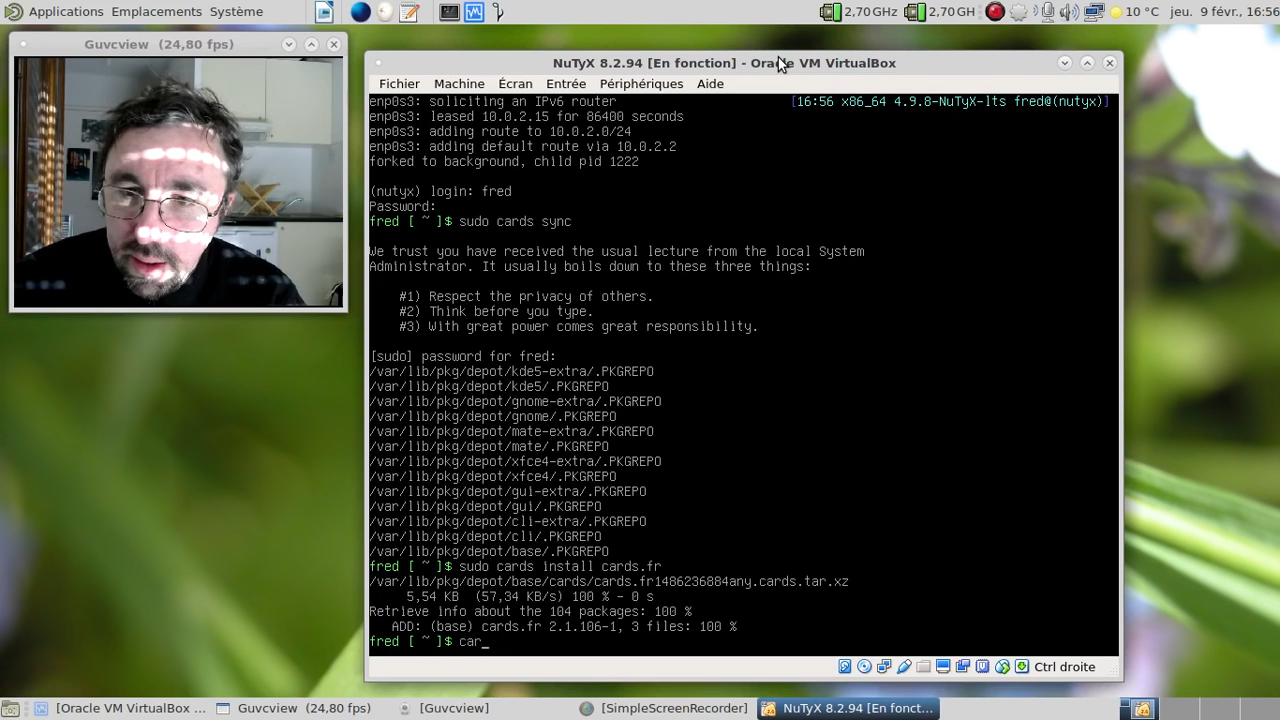 Applications Emplacements Système 2,70 GHz 2,70 GH 10 °C jeu. 9 févr., 16:56
Guvcview (24,80 fps)
NuTyX 8.2.94 [En fonction] - Oracle VM VirtualBox
Fichier Machine Écran Entrée Périphériques Aide
enp0s3: soliciting an IPv6 router [16:56 x86_64 4.9.8-NuTyX-lts fred@(nutyx)]
enp0s3: leased 10.0.2.15 for 86400 seconds
enp0s3: adding route to 10.0.2.0/24
enp0s3: adding default route via 10.0.2.2
forked to background, child pid 1222
(nutyx) login: fred
Password:
fred [ ~ ]$ sudo cards sync
We trust you have received the usual lecture from the local System
Administrator. It usually boils down to these three things:
#1) Respect the privacy of others.
#2) Think before you type.
#3) With great power comes great responsibility.
[sudo] password for fred:
/var/lib/pkg/depot/kde5-extra/.PKGREPO
/var/lib/pkg/depot/kde5/.PKGREPO
/var/lib/pkg/depot/gnome-extra/.PKGREPO
/var/lib/pkg/depot/gnome/.PKGREPO
/var/lib/pkg/depot/mate-extra/.PKGREPO
/var/lib/pkg/depot/mate/.PKGREPO
/var/lib/pkg/depot/xfce4-extra/.PKGREPO
/var/lib/pkg/depot/xfce4/.PKGREPO
/var/lib/pkg/depot/gui-extra/.PKGREPO
/var/lib/pkg/depot/gui/.PKGREPO
/var/lib/pkg/depot/cli-extra/.PKGREPO
/var/lib/pkg/depot/cli/.PKGREPO
/var/lib/pkg/depot/base/.PKGREPO
fred [ ~ ]$ sudo cards install cards.fr
/var/lib/pkg/depot/base/cards/cards.fr1486236884any.cards.tar.xz
5,54 KB (57,34 KB/s) 100 % - 0 s
Retrieve info about the 104 packages: 100 %
ADD: (base) cards.fr 2.1.106-1, 3 files: 100 %
fred [ ~ ]$ car_
Ctrl droite
[Oracle VM VirtualBox ... Guvcview (24,80 fps) [Guvcview] [SimpleScreenRecorder] NuTyX 8.2.94 [En fonct...